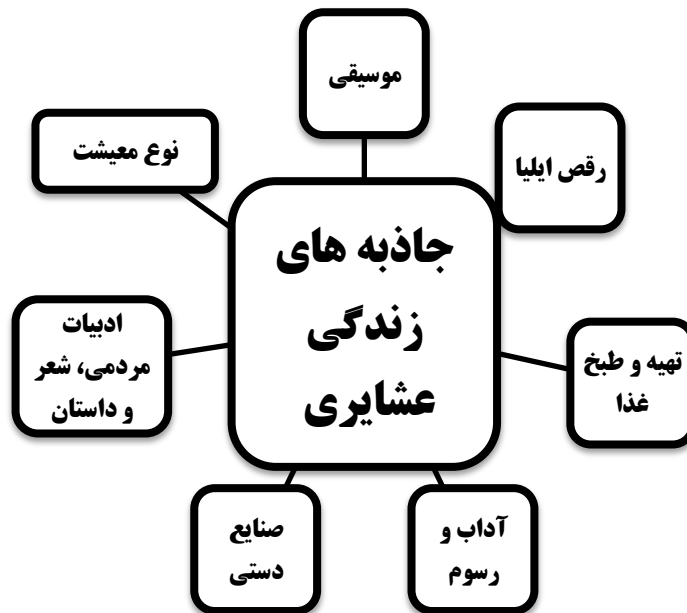 موسیقی
رقص ایلیا
نوع معیشت
جاذبه های
زندگی
عشایری
ادبیات
مردمی، شعر
و داستان
تهیه و طبخ
غذا
صنایع
دستی
آداب و
رسوم